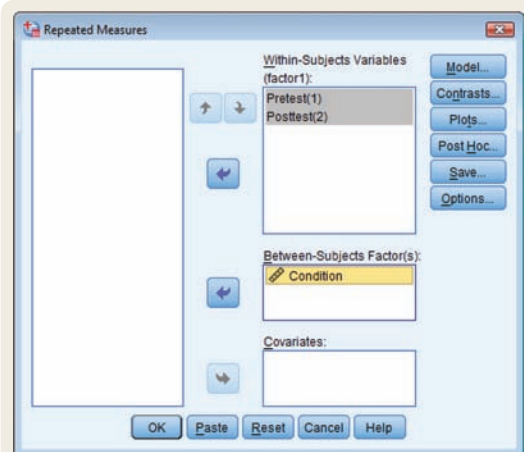 Repeated Measures
Within-Subjects Variables
(factor1):
Pretest(1)
Posttest(2)
Model...
Contrasts...
Plots...
Post Hoc...
Save...
Options...
Between-Subjects Factor(s):
Condition
Covariates:
OK
Paste
Reset
Cancel
Help